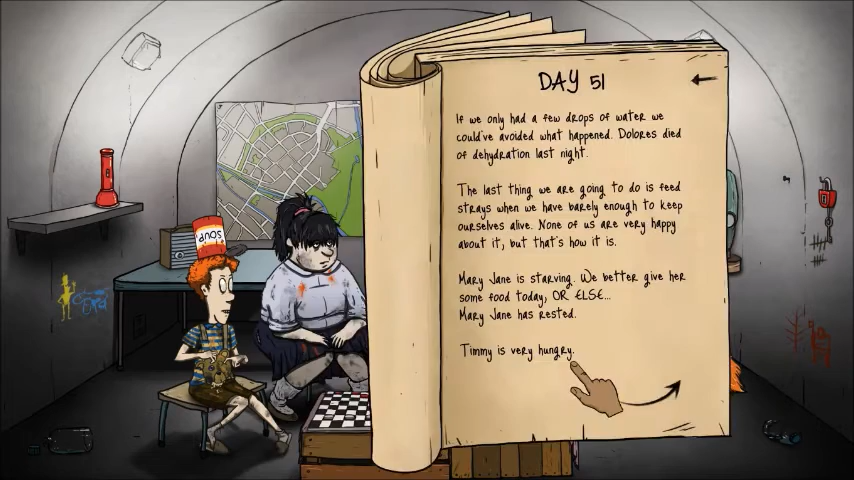 DAY 51
If we only had a few drops of water we
could've avoided what happened. Dolores died
of dehydration last night.
The last thing we are going to do is feed
strays when we have barely enough to keep
ourselves alive. None of us are very happy
about it, but that's how it is.
Mary Jane is starving. We better give her
some food today, OR ELSE...
Mary Jane has rested.
Timmy is very hungry.
SOUP